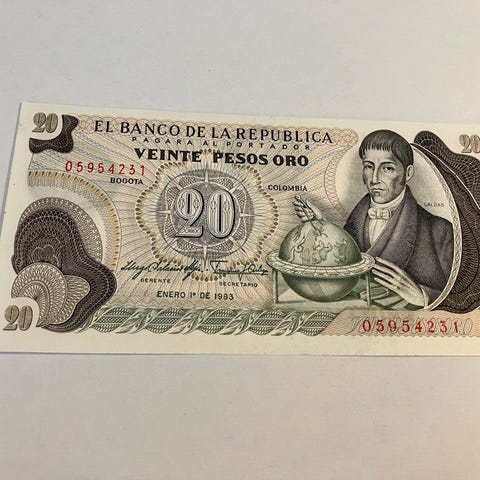 20
20
EL BANCO DE LA REPUBLICA
PAGARA AL PORTADOR
VEINTE PESOS ORO
05954231
BOGOTA
COLOMBIA
CALDAS
20
GERENTE
SECRETARIO
ENERO 1º DE 1983
20
05954231